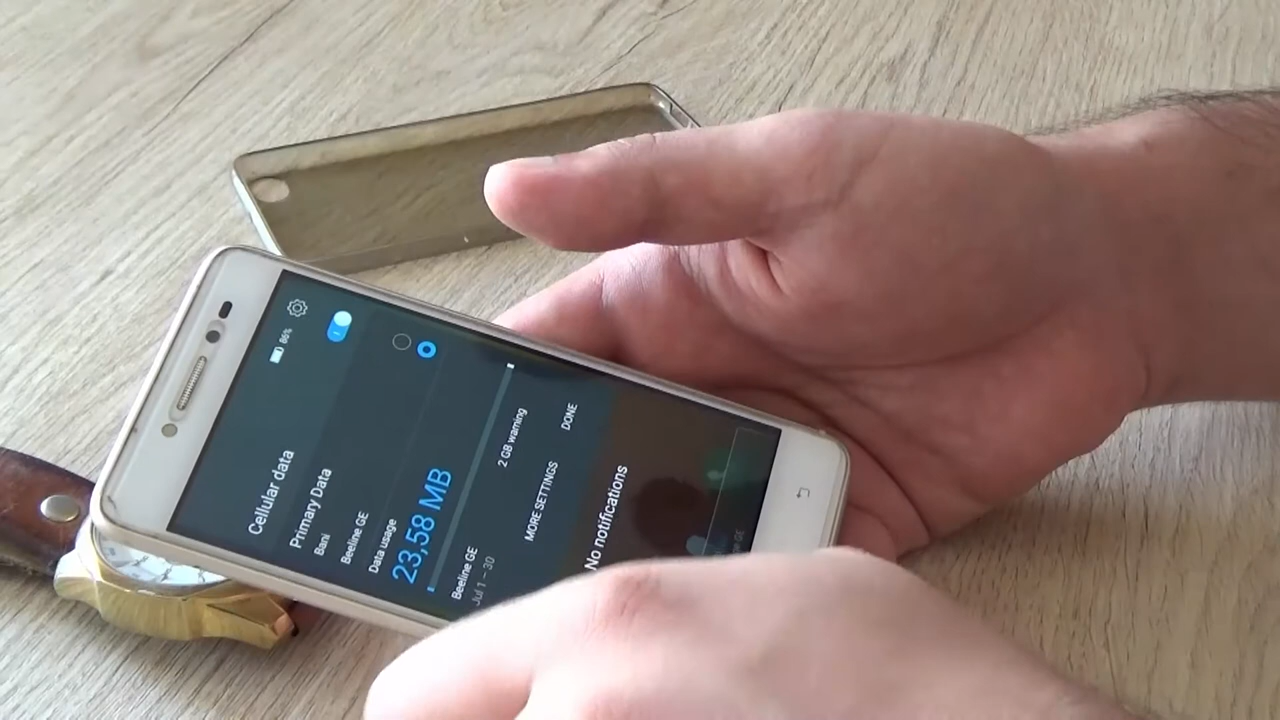 86%
Cellular data
Primary Data
Bani
Beeline GE
Data usage
23,58 MB
2 GB warning
Beeline GE
Jul 1 – 30
MORE SETTINGS
DONE
No notifications